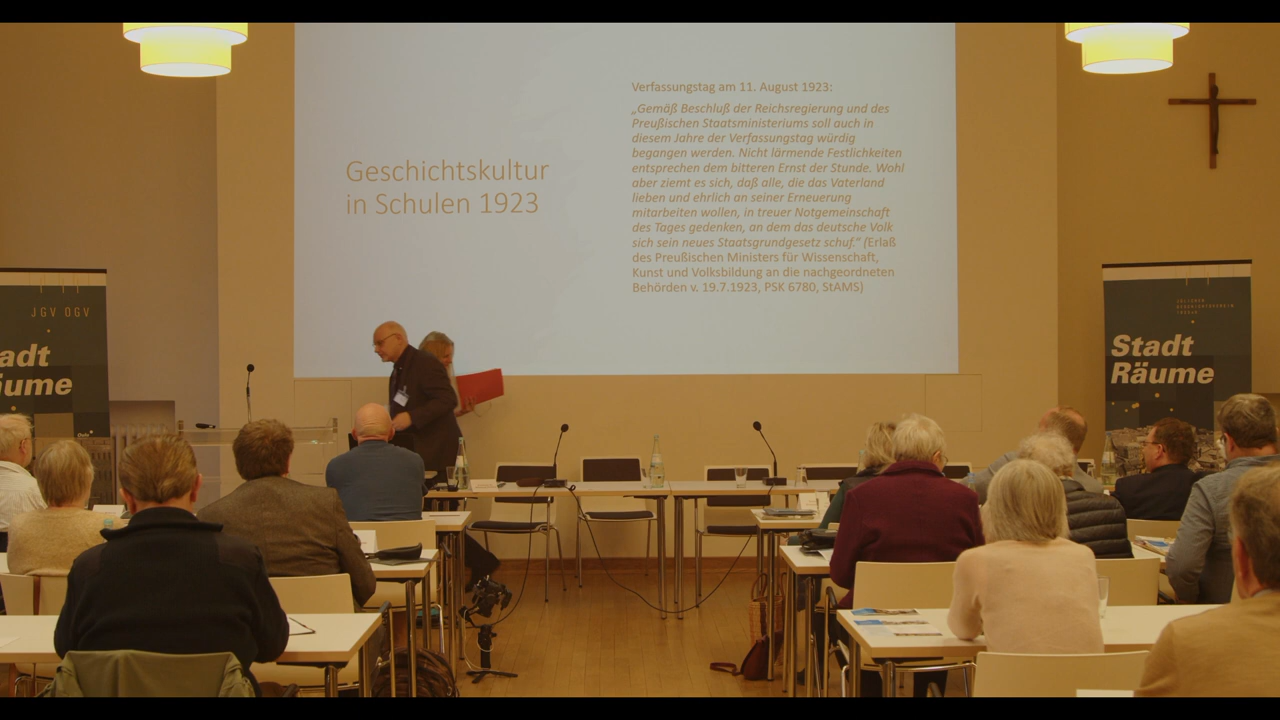 Geschichtskultur
in Schulen 1923
Verfassungstag am 11. August 1923:
„Gemäß Beschluß der Reichsregierung und des
Preußischen Staatsministeriums soll auch in
diesem Jahre der Verfassungstag würdig
begangen werden. Nicht lärmende Festlichkeiten
entsprechen dem bitteren Ernst der Stunde. Wohl
aber ziemt es sich, daß alle, die das Vaterland
lieben und ehrlich an seiner Erneuerung
mitarbeiten wollen, in treuer Notgemeinschaft
des Tages gedenken, an dem das deutsche Volk
sich sein neues Staatsgrundgesetz schuf.“ (Erlaß
des Preußischen Ministers für Wissenschaft,
Kunst und Volksbildung an die nachgeordneten
Behörden v. 19.7.1923, PSK 6780, StAMS)
JGV OGV
adt
äume
Stadt
Räume